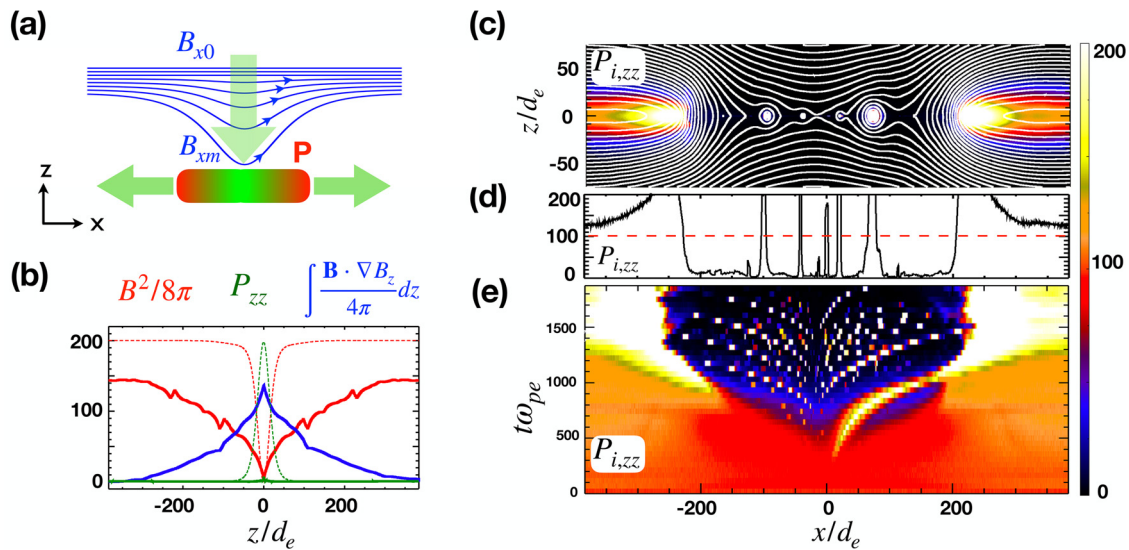 (a)
B_{x0}
B_{xm}
P
z
x
(b)
B²/8π
P_{zz}
∫ B · ∇B_z / 4π dz
200
100
0
-200
0
200
z/d_e
(c)
P_{i,zz}
z/d_e
50
0
-50
(d)
200
100
0
P_{i,zz}
(e)
tω_{pe}
1500
1000
500
0
P_{i,zz}
-200
0
200
x/d_e
200
100
0